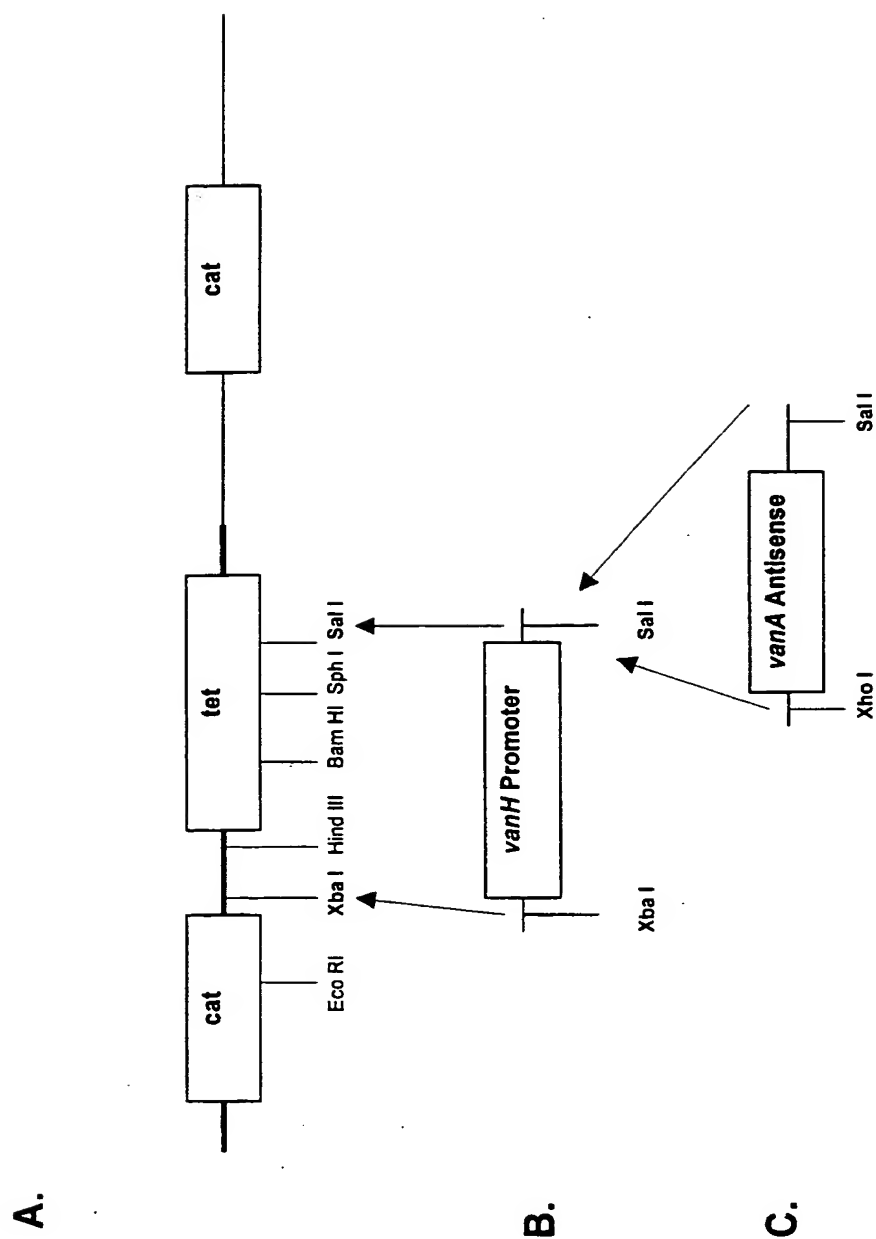 A.
cat
tet
cat
Eco RI
Xba I
Hind III
Bam HI
Sph I
Sal I
B.
vanH Promoter
Xba I
Sal I
C.
vanA Antisense
Xho I
Sal I